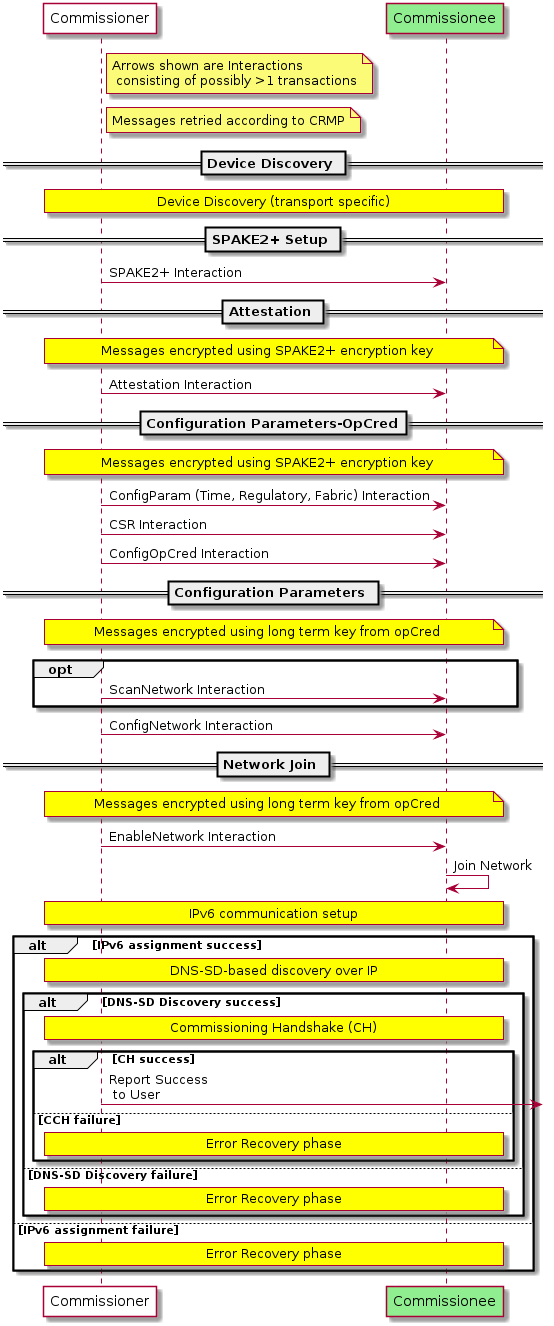 Commissioner
Commissionee
Arrows shown are Interactions
consisting of possibly >1 transactions
Messages retried according to CRMP
Device Discovery
Device Discovery (transport specific)
SPAKE2+ Setup
SPAKE2+ Interaction
Attestation
Messages encrypted using SPAKE2+ encryption key
Attestation Interaction
Configuration Parameters-OpCred
Messages encrypted using SPAKE2+ encryption key
ConfigParam (Time, Regulatory, Fabric) Interaction
CSR Interaction
ConfigOpCred Interaction
Configuration Parameters
Messages encrypted using long term key from opCred
opt
ScanNetwork Interaction
ConfigNetwork Interaction
Network Join
Messages encrypted using long term key from opCred
EnableNetwork Interaction
Join Network
IPv6 communication setup
alt [IPv6 assignment success]
DNS-SD-based discovery over IP
alt [DNS-SD Discovery success]
Commissioning Handshake (CH)
alt [CH success]
Report Success
to User
[CCH failure]
Error Recovery phase
[DNS-SD Discovery failure]
Error Recovery phase
[IPv6 assignment failure]
Error Recovery phase
Commissioner
Commissionee